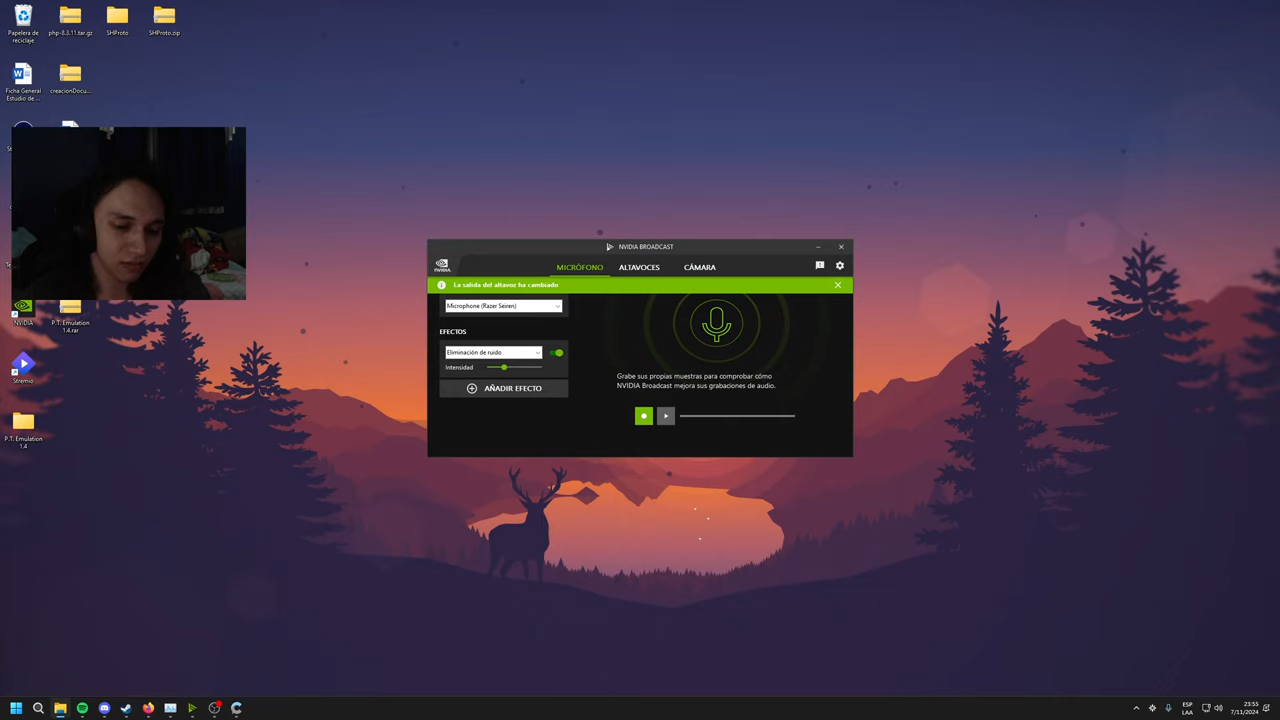 Papelera de
reciclaje
php-8.3.11.tar.gz
SHProto
SHProto.zip
Ficha General
Estudio de ...
creacionDocu...
NVIDIA
P.T. Emulation
1.4.rar
Stremio
P.T. Emulation
1.4
NVIDIA BROADCAST
NVIDIA.
MICRÓFONO
ALTAVOCES
CÁMARA
La salida del altavoz ha cambiado
Microphone (Razer Seiren)
EFECTOS
Eliminación de ruido
Intensidad
AÑADIR EFECTO
Grabe sus propias muestras para comprobar cómo
NVIDIA Broadcast mejora sus grabaciones de audio.
ESP
LAA
23:55
7/11/2024